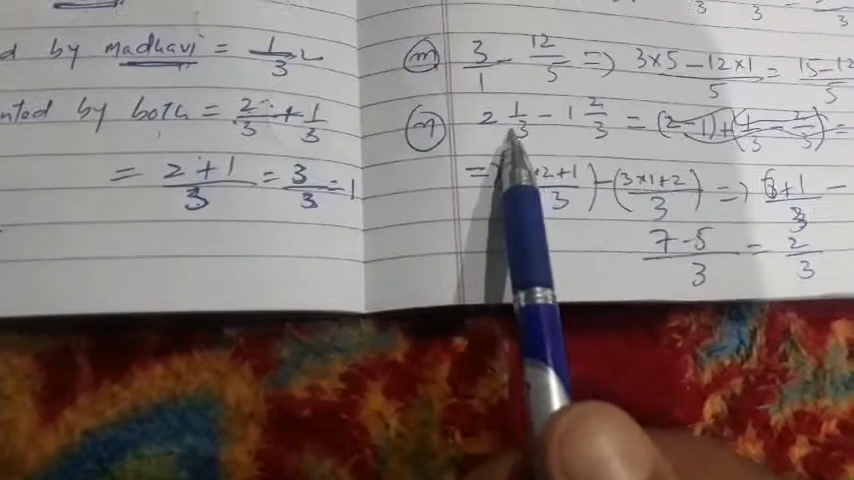 d by madhavi = 1/3
nted by both = 2/3 + 1/3
= 2+1/3 = 3/3 = 1
(m) 3/1 - 12/5 => 3×5-12×1/5 = 15-12/5
(n) 2 1/3 - 1 2/3 = (2-1)+(1/3 - 2/3) =
= ×2+1/3) - (3×1+2/3) => 6+1/3 -
7-5/3 = 2/3